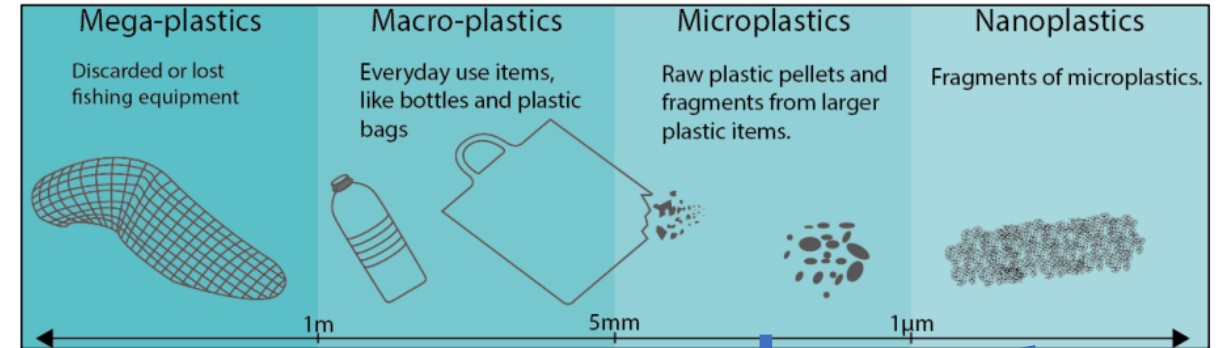 Mega-plastics
Discarded or lost
fishing equipment
Macro-plastics
Everyday use items,
like bottles and plastic
bags
Microplastics
Raw plastic pellets and
fragments from larger
plastic items.
Nanoplastics
Fragments of microplastics.
1m
5mm
1μm